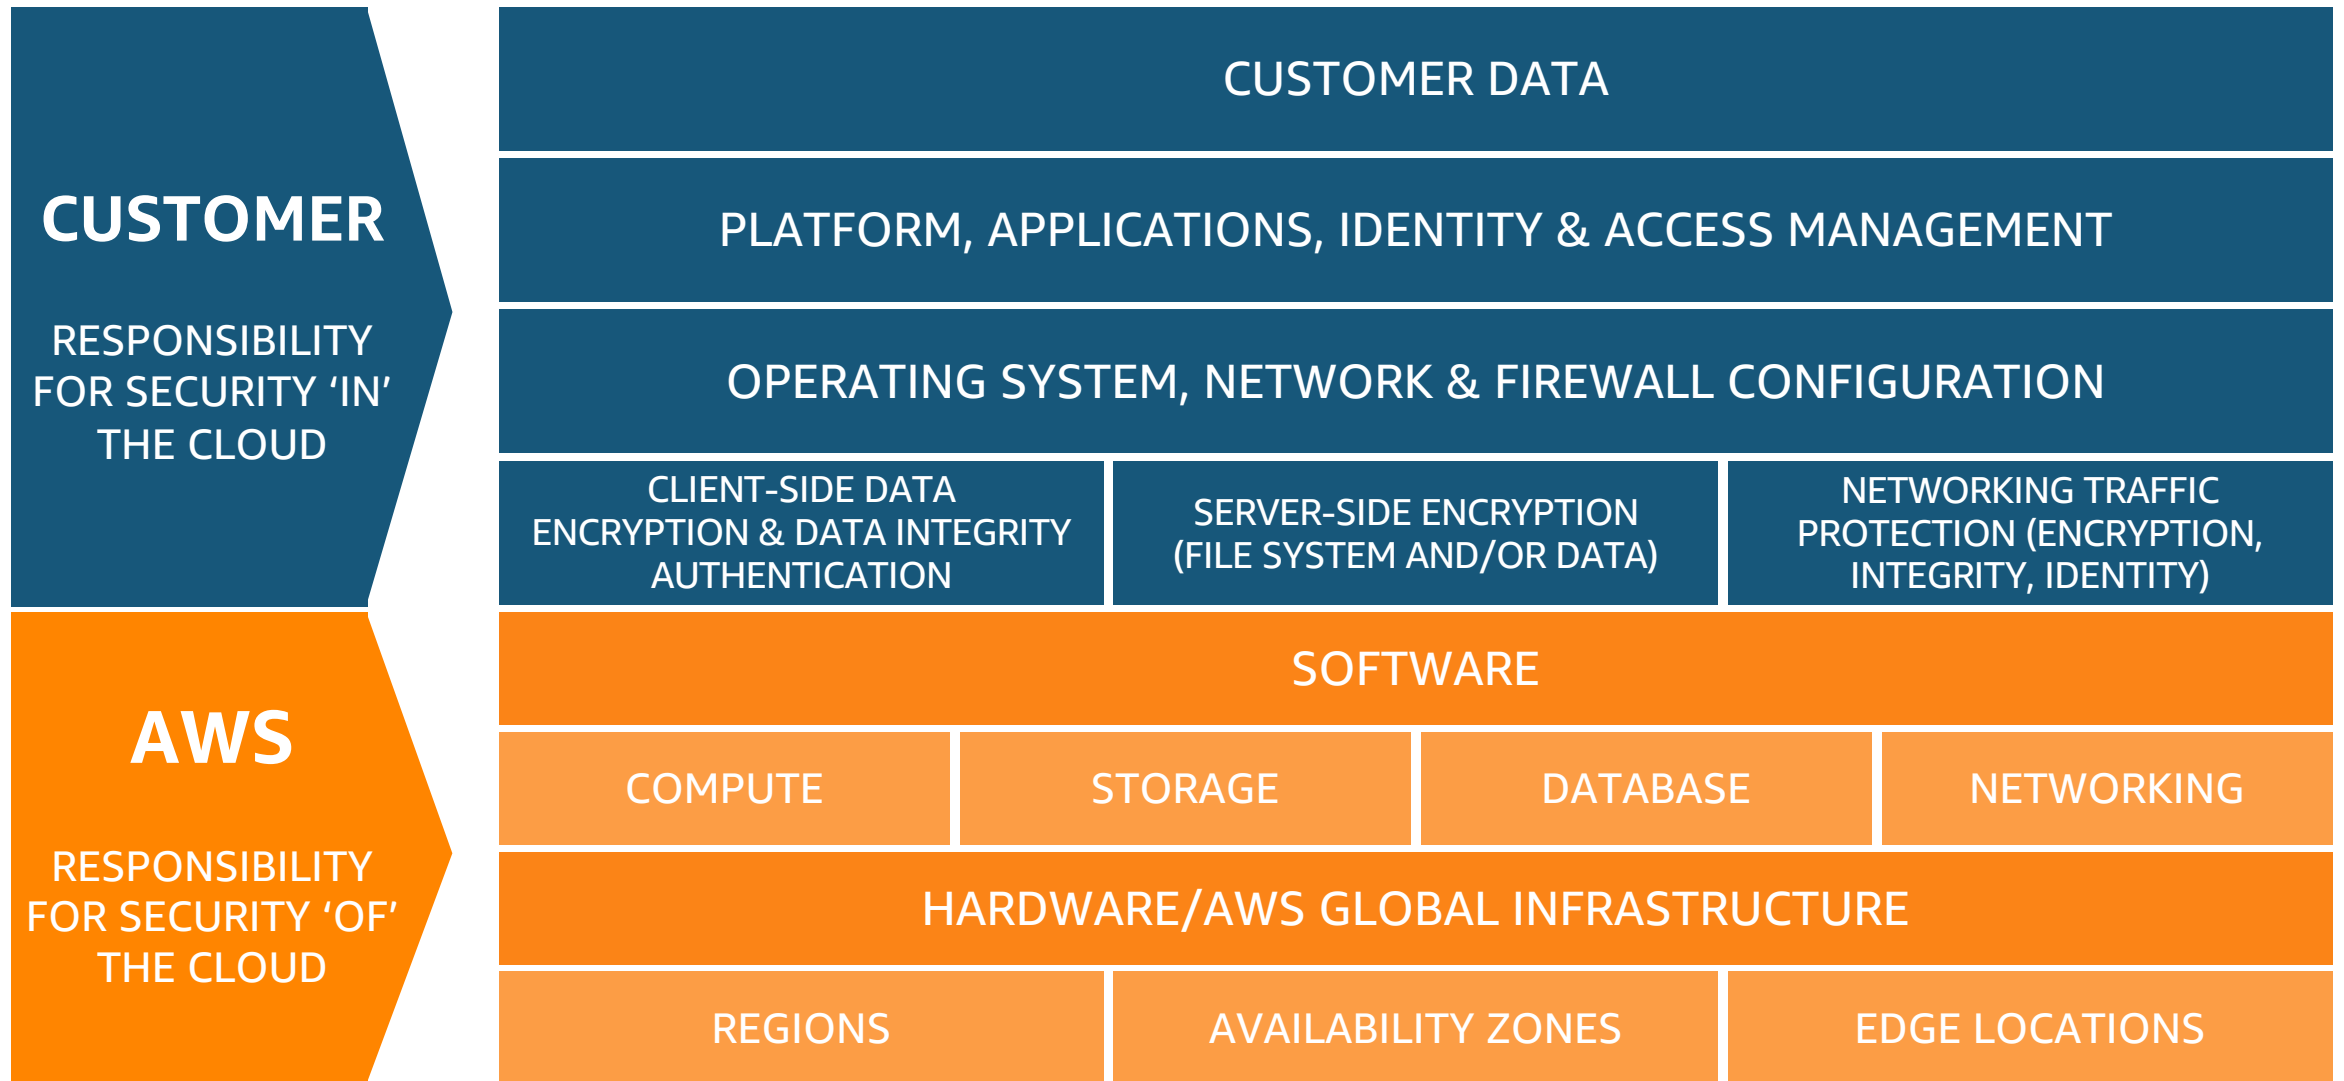 CUSTOMER
RESPONSIBILITY
FOR SECURITY ‘IN’
THE CLOUD
CUSTOMER DATA
PLATFORM, APPLICATIONS, IDENTITY & ACCESS MANAGEMENT
OPERATING SYSTEM, NETWORK & FIREWALL CONFIGURATION
CLIENT-SIDE DATA
ENCRYPTION & DATA INTEGRITY
AUTHENTICATION
SERVER-SIDE ENCRYPTION
(FILE SYSTEM AND/OR DATA)
NETWORKING TRAFFIC
PROTECTION (ENCRYPTION,
INTEGRITY, IDENTITY)
AWS
RESPONSIBILITY
FOR SECURITY ‘OF’
THE CLOUD
SOFTWARE
COMPUTE
STORAGE
DATABASE
NETWORKING
HARDWARE/AWS GLOBAL INFRASTRUCTURE
REGIONS
AVAILABILITY ZONES
EDGE LOCATIONS